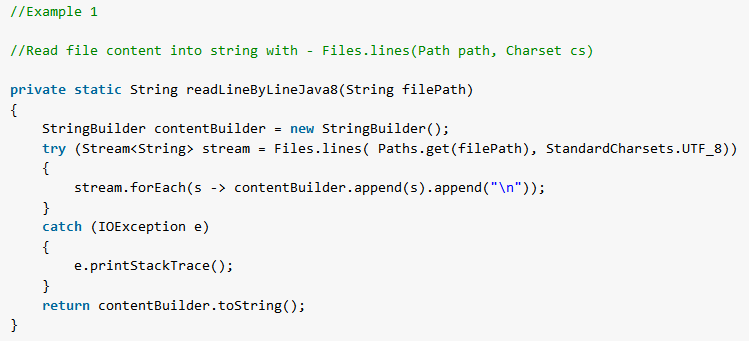 //Example 1
//Read file content into string with - Files.lines(Path path, Charset cs)
private static String readLineByLineJava8(String filePath)
{
    StringBuilder contentBuilder = new StringBuilder();
    try (Stream<String> stream = Files.lines( Paths.get(filePath), StandardCharsets.UTF_8))
    {
        stream.forEach(s -> contentBuilder.append(s).append("\n"));
    }
    catch (IOException e)
    {
        e.printStackTrace();
    }
    return contentBuilder.toString();
}